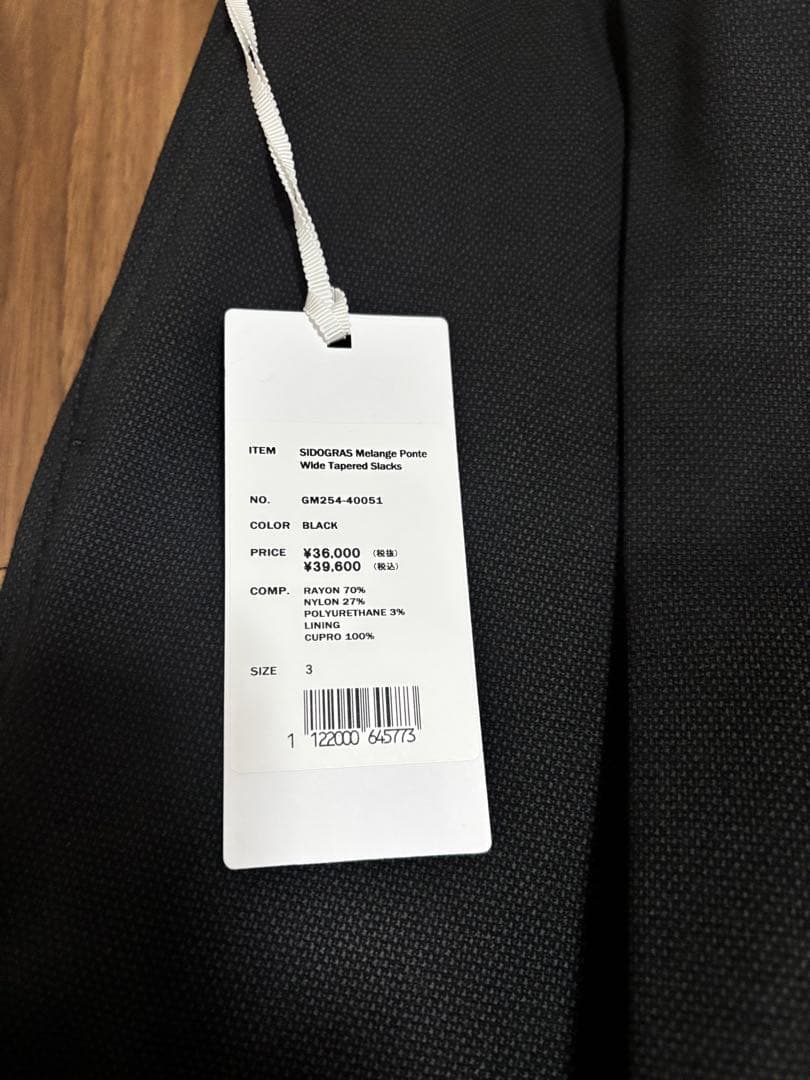 ITEM SIDOGRAS Melange Ponte
Wide Tapered Slacks
NO. GM254-40051
COLOR BLACK
PRICE ¥36,000 (税抜)
¥39,600 (税込)
COMP. RAYON 70%
NYLON 27%
POLYURETHANE 3%
LINING
CUPRO 100%
SIZE 3
1 122000 645773